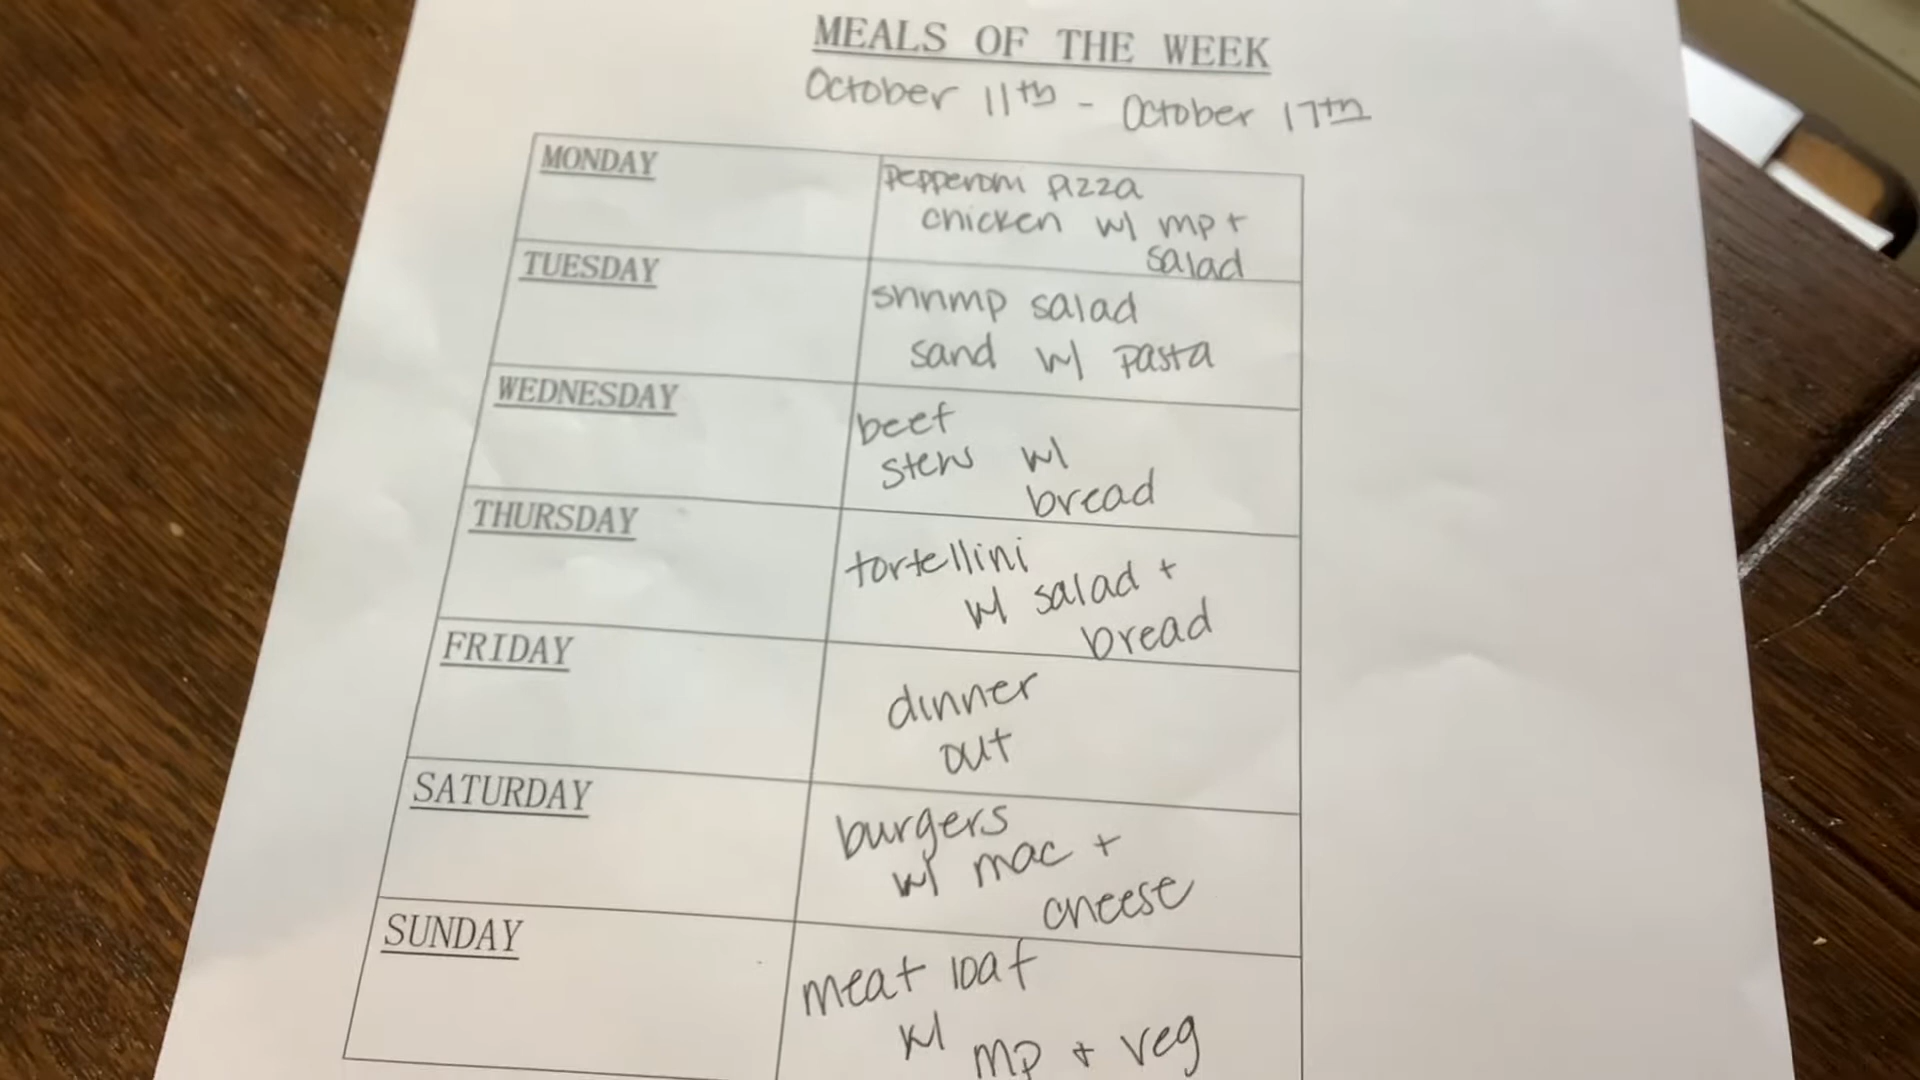 MEALS OF THE WEEK
October 11th - October 17th
MONDAY
pepperoni pizza
chicken w/ mp +
salad
TUESDAY
shrimp salad
sand w/ pasta
WEDNESDAY
beef
stew w/
bread
THURSDAY
tortellini
w/ salad +
bread
FRIDAY
dinner
out
SATURDAY
burgers
w/ mac +
cheese
SUNDAY
meat loaf
w/
mp + veg